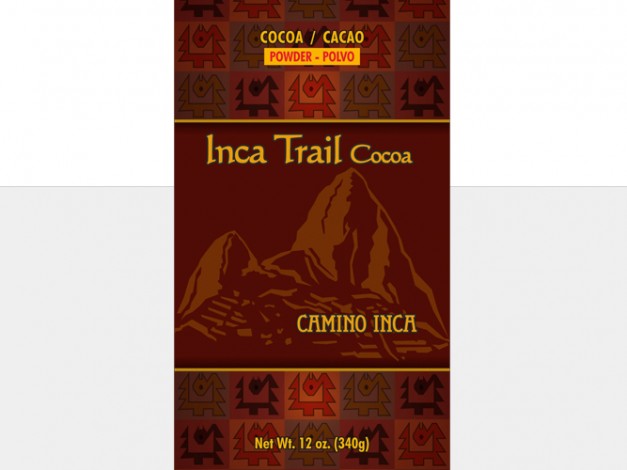 COCOA / CACAO
POWDER - POLVO
Inca Trail Cocoa
CAMINO INCA
Net Wt. 12 oz. (340g)